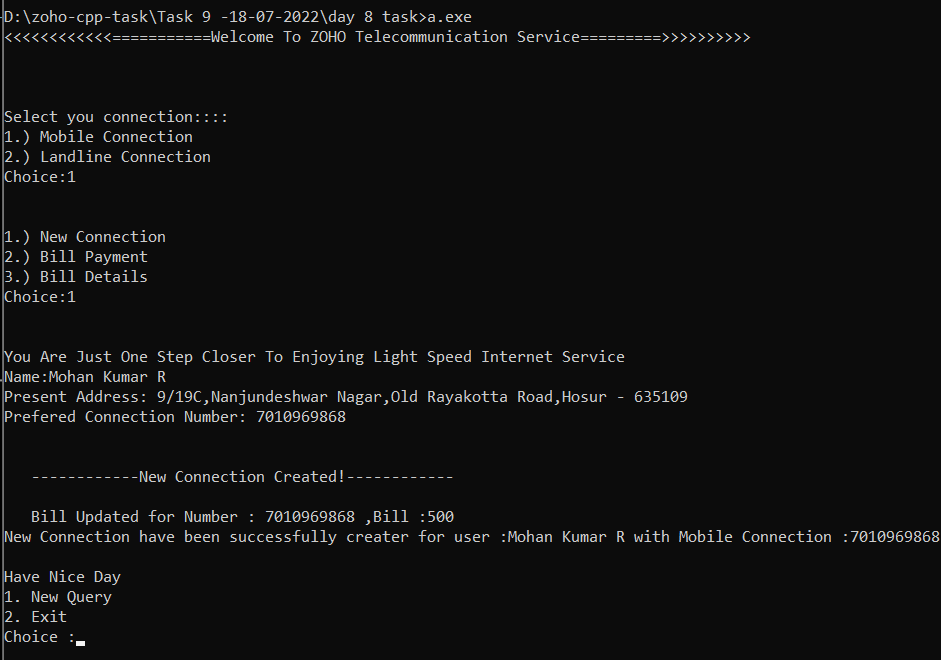 D:\zoho-cpp-task\Task 9 -18-07-2022\day 8 task>a.exe
<<<<<<<<<<<<===========Welcome To ZOHO Telecommunication Service=========>>>>>>>>>>
Select you connection::::
1.) Mobile Connection
2.) Landline Connection
Choice:1
1.) New Connection
2.) Bill Payment
3.) Bill Details
Choice:1
You Are Just One Step Closer To Enjoying Light Speed Internet Service
Name:Mohan Kumar R
Present Address: 9/19C,Nanjundeshwar Nagar,Old Rayakotta Road,Hosur - 635109
Prefered Connection Number: 7010969868
------------New Connection Created!------------
Bill Updated for Number : 7010969868 ,Bill :500
New Connection have been successfully creater for user :Mohan Kumar R with Mobile Connection :7010969868
Have Nice Day
1. New Query
2. Exit
Choice :